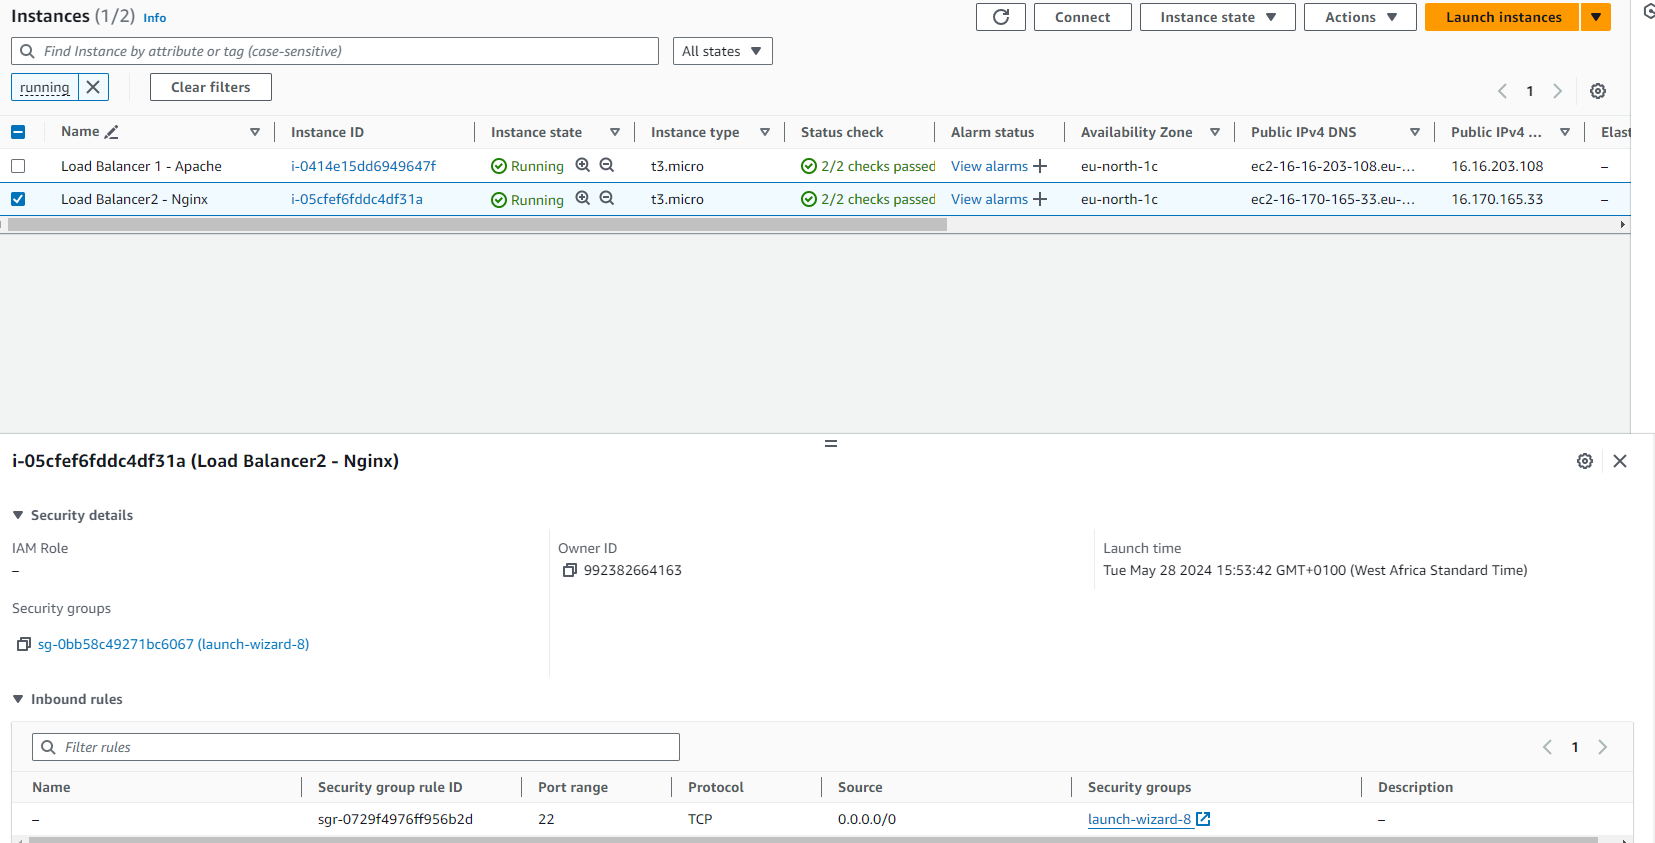 Instances (1/2) Info
Connect Instance state Actions Launch instances
Find Instance by attribute or tag (case-sensitive) All states
running Clear filters 1
Name Instance ID Instance state Instance type Status check Alarm status Availability Zone Public IPv4 DNS Public IPv4 ... Elast
Load Balancer 1 - Apache i-0414e15dd6949647f Running t3.micro 2/2 checks passed View alarms eu-north-1c ec2-16-16-203-108.eu-... 16.16.203.108 –
Load Balancer2 - Nginx i-05cfef6fddc4df31a Running t3.micro 2/2 checks passed View alarms eu-north-1c ec2-16-170-165-33.eu-... 16.170.165.33 –
i-05cfef6fddc4df31a (Load Balancer2 - Nginx)
Security details
IAM Role Owner ID Launch time
– 992382664163 Tue May 28 2024 15:53:42 GMT+0100 (West Africa Standard Time)
Security groups
sg-0bb58c49271bc6067 (launch-wizard-8)
Inbound rules
Filter rules 1
Name Security group rule ID Port range Protocol Source Security groups Description
– sgr-0729f4976ff956b2d 22 TCP 0.0.0.0/0 launch-wizard-8 –